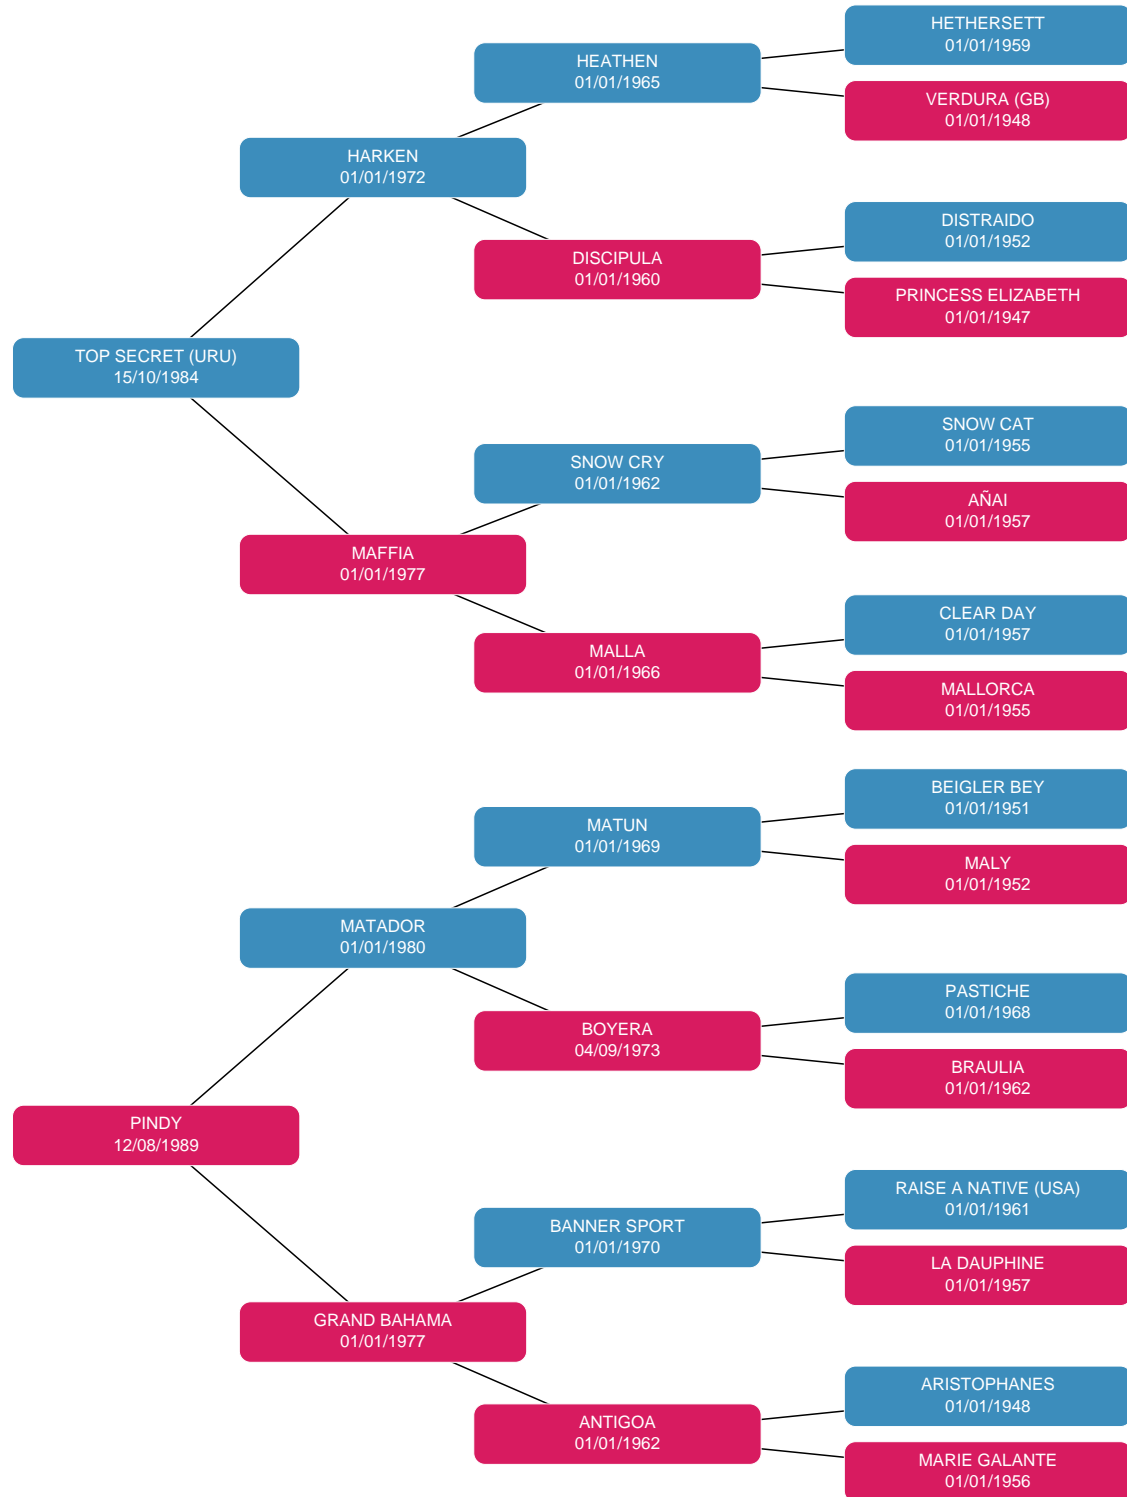 HETHERSETT
01/01/1959
HEATHEN
01/01/1965
VERDURA (GB)
01/01/1948
HARKEN
01/01/1972
DISTRAIDO
01/01/1952
DISCIPULA
01/01/1960
PRINCESS ELIZABETH
01/01/1947
TOP SECRET (URU)
15/10/1984
SNOW CAT
01/01/1955
SNOW CRY
01/01/1962
AÑAI
01/01/1957
MAFFIA
01/01/1977
CLEAR DAY
01/01/1957
MALLA
01/01/1966
MALLORCA
01/01/1955
BEIGLER BEY
01/01/1951
MATUN
01/01/1969
MALY
01/01/1952
MATADOR
01/01/1980
PASTICHE
01/01/1968
BOYERA
04/09/1973
BRAULIA
01/01/1962
PINDY
12/08/1989
RAISE A NATIVE (USA)
01/01/1961
BANNER SPORT
01/01/1970
LA DAUPHINE
01/01/1957
GRAND BAHAMA
01/01/1977
ARISTOPHANES
01/01/1948
ANTIGOA
01/01/1962
MARIE GALANTE
01/01/1956